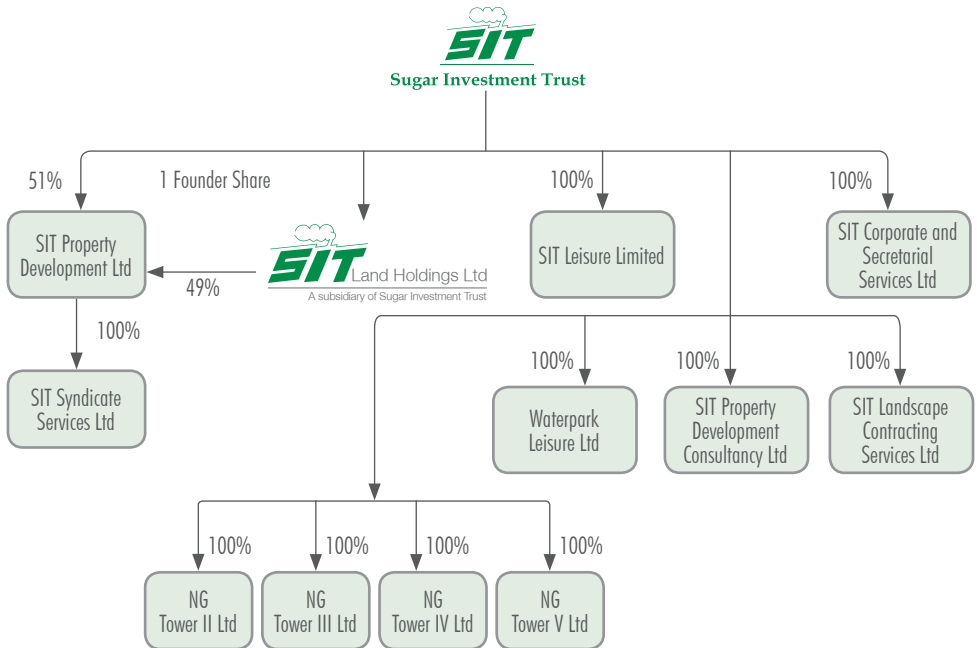 SIT
Sugar Investment Trust
51%
1 Founder Share
100%
100%
SIT Property
Development Ltd
49%
SIT Land Holdings Ltd
A subsidiary of Sugar Investment Trust
SIT Leisure Limited
SIT Corporate and
Secretarial
Services Ltd
100%
SIT Syndicate
Services Ltd
100%
100%
100%
Waterpark
Leisure Ltd
SIT Property
Development
Consultancy Ltd
SIT Landscape
Contracting
Services Ltd
100%
100%
100%
100%
NG
Tower II Ltd
NG
Tower III Ltd
NG
Tower IV Ltd
NG
Tower V Ltd